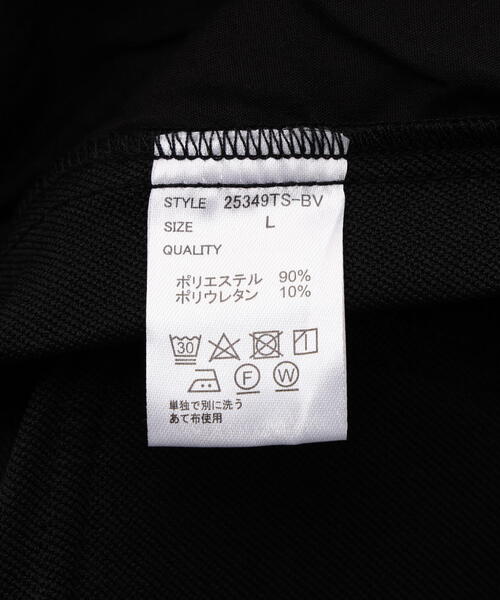 STYLE 25349TS-BV
SIZE L
QUALITY
ポリエステル 90%
ポリウレタン 10%
30
F W
単独で別に洗う
あて布使用